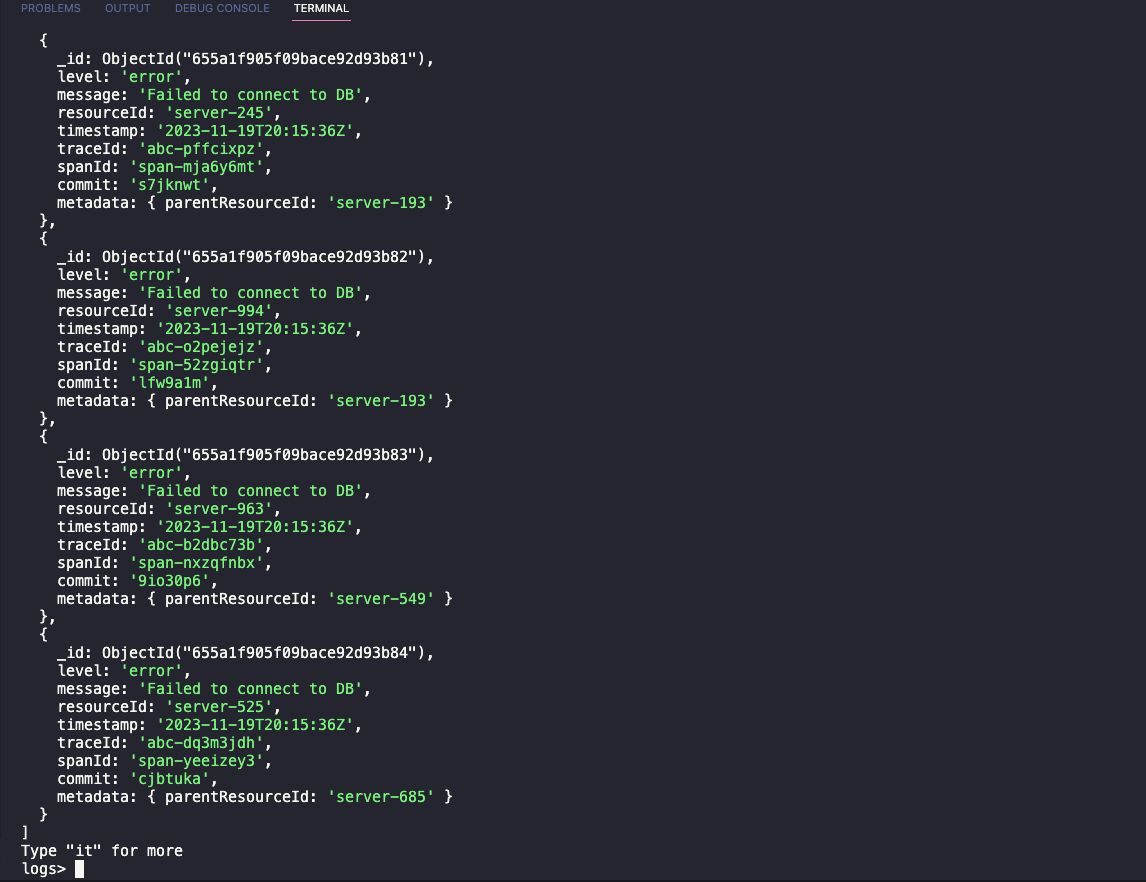 PROBLEMS OUTPUT DEBUG CONSOLE TERMINAL
{
_id: ObjectId("655a1f905f09bace92d93b81"),
level: 'error',
message: 'Failed to connect to DB',
resourceId: 'server-245',
timestamp: '2023-11-19T20:15:36Z',
traceId: 'abc-pffcixpz',
spanId: 'span-mja6y6mt',
commit: 's7jknwt',
metadata: { parentResourceId: 'server-193' }
},
{
_id: ObjectId("655a1f905f09bace92d93b82"),
level: 'error',
message: 'Failed to connect to DB',
resourceId: 'server-994',
timestamp: '2023-11-19T20:15:36Z',
traceId: 'abc-o2pejejz',
spanId: 'span-52zgiqtr',
commit: 'lfw9a1m',
metadata: { parentResourceId: 'server-193' }
},
{
_id: ObjectId("655a1f905f09bace92d93b83"),
level: 'error',
message: 'Failed to connect to DB',
resourceId: 'server-963',
timestamp: '2023-11-19T20:15:36Z',
traceId: 'abc-b2dbc73b',
spanId: 'span-nxzqfnbx',
commit: '9io30p6',
metadata: { parentResourceId: 'server-549' }
},
{
_id: ObjectId("655a1f905f09bace92d93b84"),
level: 'error',
message: 'Failed to connect to DB',
resourceId: 'server-525',
timestamp: '2023-11-19T20:15:36Z',
traceId: 'abc-dq3m3jdh',
spanId: 'span-yeeizey3',
commit: 'cjbtuka',
metadata: { parentResourceId: 'server-685' }
}
]
Type "it" for more
logs>